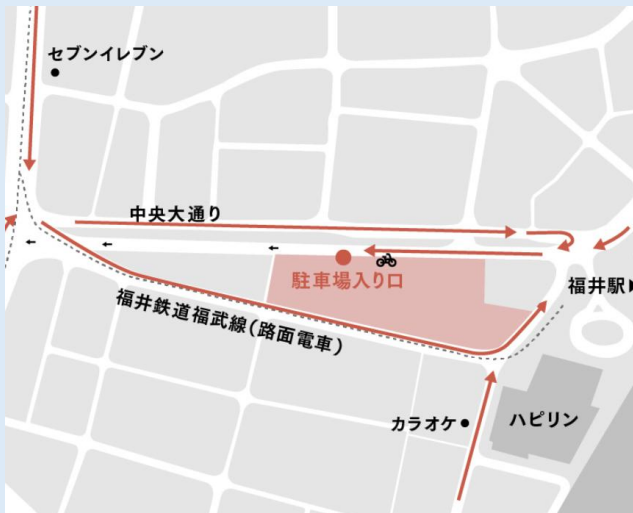 セブンイレブン
中央大通り
駐車場入り口
福井駅
福井鉄道福武線(路面電車)
カラオケ
ハピリン